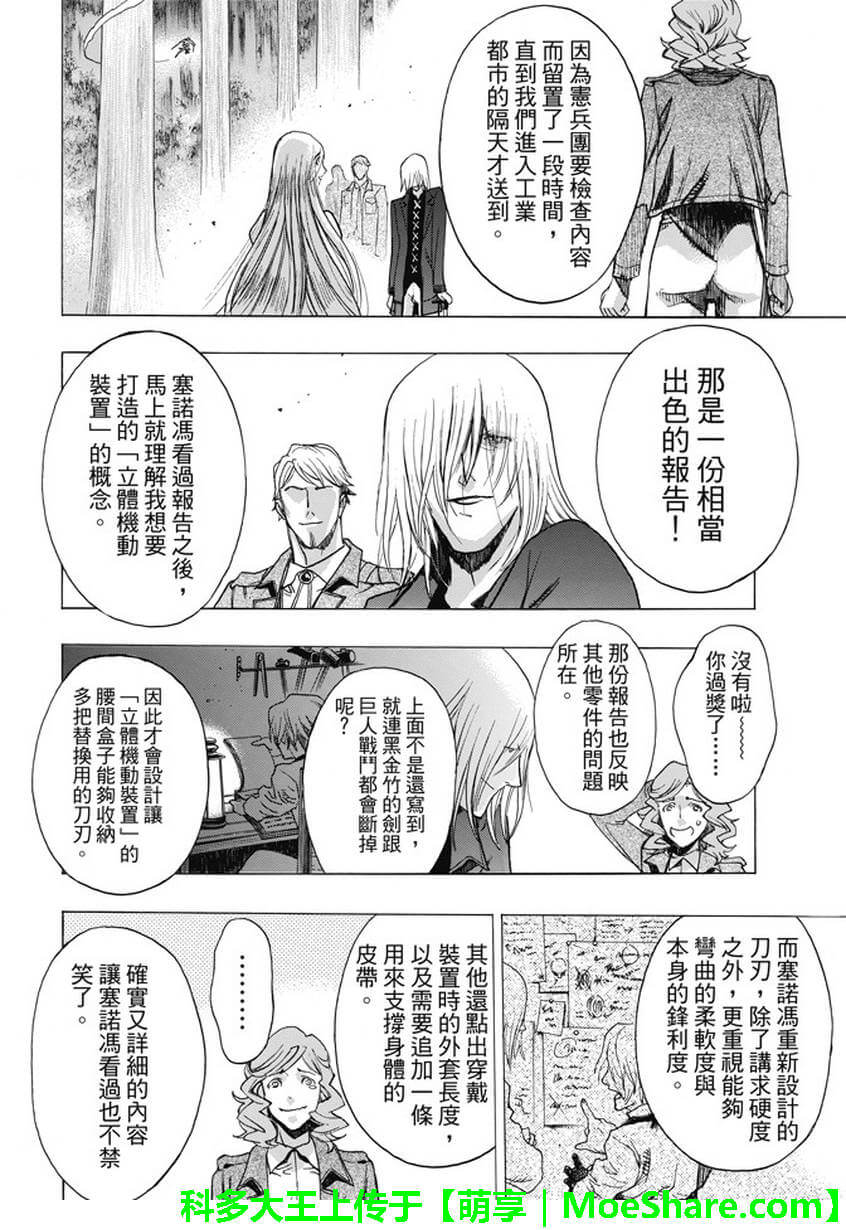 因為憲兵團要檢查內容
而留置了一段時間，
直到我們進入工業
都市的隔天才送到。
那是一份相當
出色的報告！
塞諾馮看過報告之後，
馬上就理解我想要
打造的「立體機動
裝置」的概念。
沒有啦～～～
你過獎了……
那份報告也反映
其他零件的問題
所在。
上面不是還寫到，
就連黑金竹的劍跟
巨人戰鬥都會斷掉
呢？
因此才會設計讓
「立體機動裝置」的
腰間盒子能夠收納
多把替換用的刀刃。
而塞諾馮重新設計的
刀刃，除了講求硬度
之外，更重視能夠
彎曲的柔軟度與
本身的鋒利度。
其他還點出穿戴
裝置時的外套長度，
以及需要追加一條
用來支撐身體的
皮帶。
………
確實又詳細的內容
讓塞諾馮看過也不禁
笑了。
科多大王上传于【萌享｜MoeShare.com】